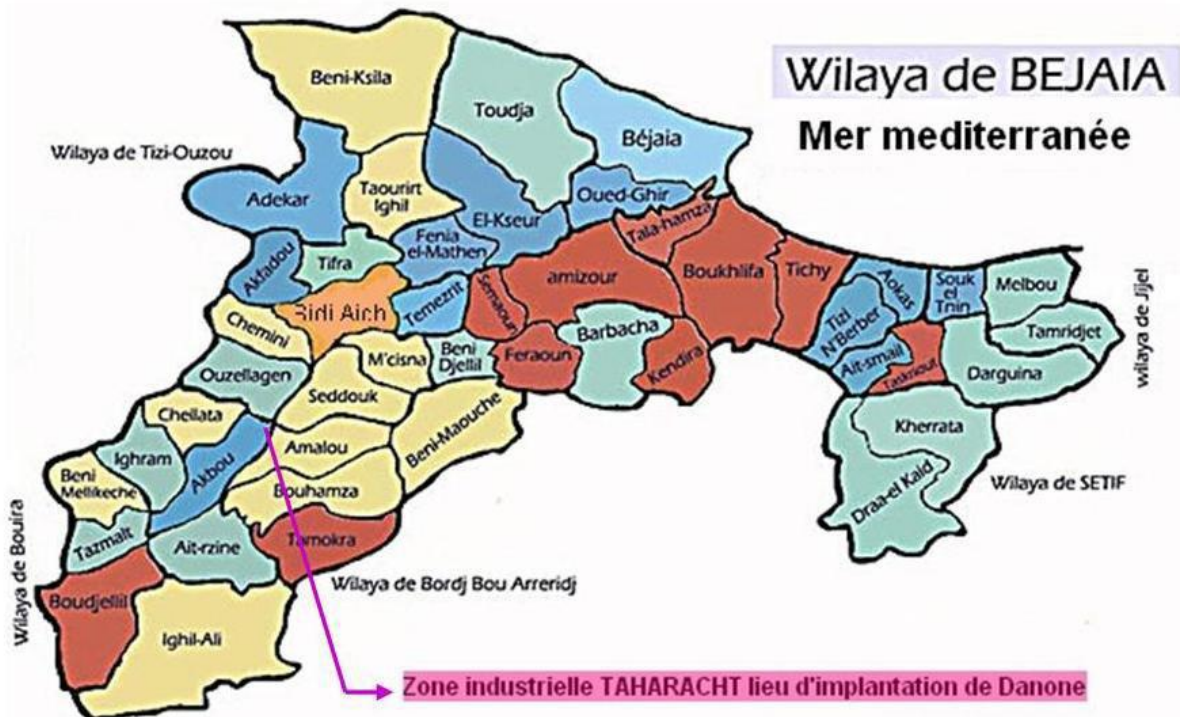 Wilaya de BEJAIA
Mer mediterranée
Beni-Ksila
Toudja
Béjaia
Wilaya de Tizi-Ouzou
Adekar
Taourirt
Ighil
El-Kseur
Oued-Ghir
Tala-hamza
Fenia
el-Mathen
Akfadou
Tifra
amizour
Boukhlifa
Tichy
Aokas
Souk
el
Tnin
Melbou
Wilaya de Jijel
Sidi Aich
Temezrit
Semaoun
Tizi
N'Berber
Tamridjet
Chemini
Barbacha
M'cisna
Beni
Djellil
Feraoun
Kendira
Ait-smail
Taskriout
Darguina
Ouzellagen
Seddouk
Chellata
Beni-Maouche
Kherrata
Amalou
Ighram
Akbou
Beni
Mellikeche
Bouhamza
Draa-el Kaid
Wilaya de SETIF
Tazmalt
Ait-rzine
Tamokra
Wilaya de Bouira
Wilaya de Bordj Bou Arreridj
Boudjellil
Ighil-Ali
Zone industrielle TAHARACHT lieu d'implantation de Danone